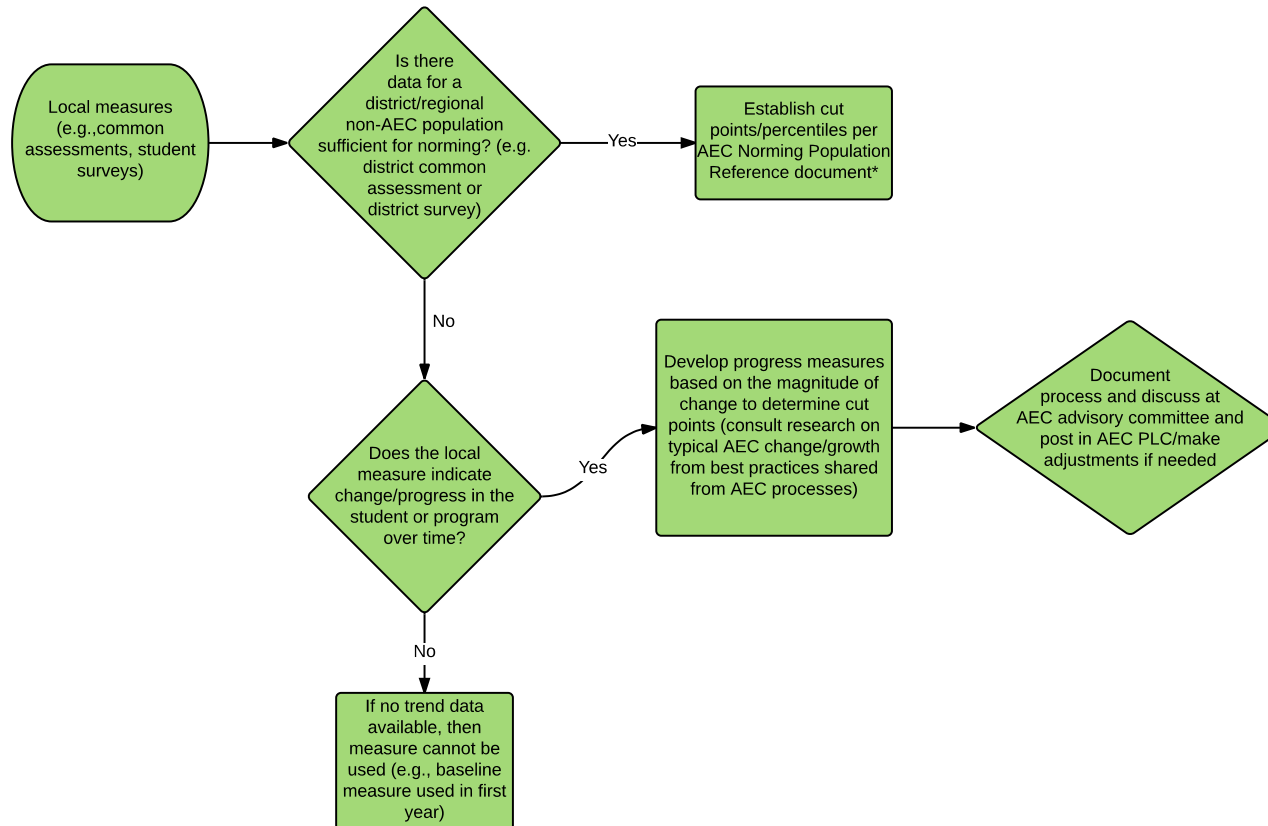 Local measures
(e.g.,common
assessments, student
surveys)
Is there
data for a
district/regional
non-AEC population
sufficient for norming? (e.g.
district common
assessment or
district survey)
Yes
Establish cut
points/percentiles per
AEC Norming Population
Reference document*
No
Does the local
measure indicate
change/progress in the
student or program
over time?
Yes
Develop progress measures
based on the magnitude of
change to determine cut
points (consult research on
typical AEC change/growth
from best practices shared
from AEC processes)
Document
process and discuss at
AEC advisory committee and
post in AEC PLC/make
adjustments if needed
No
If no trend data
available, then
measure cannot be
used (e.g., baseline
measure used in first
year)